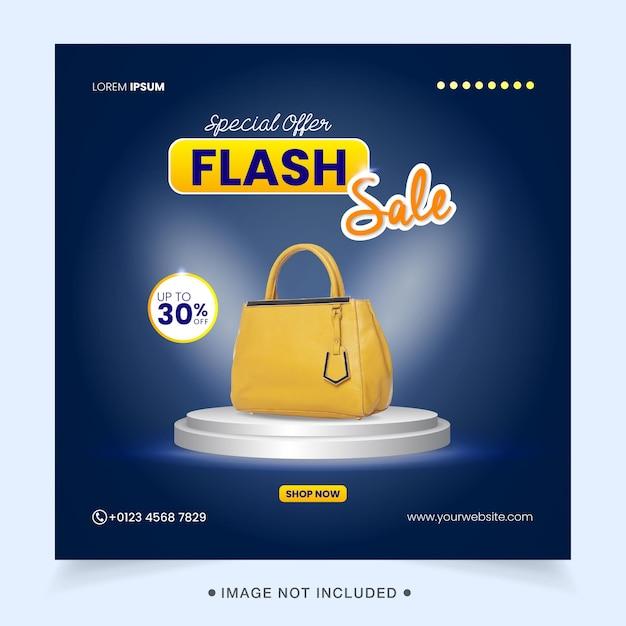 LOREM IPSUM
Special Offer
FLASH
Sale
UP TO
30%
OFF
SHOP NOW
+0123 4568 7829
www.yourwebsite.com
IMAGE NOT INCLUDED